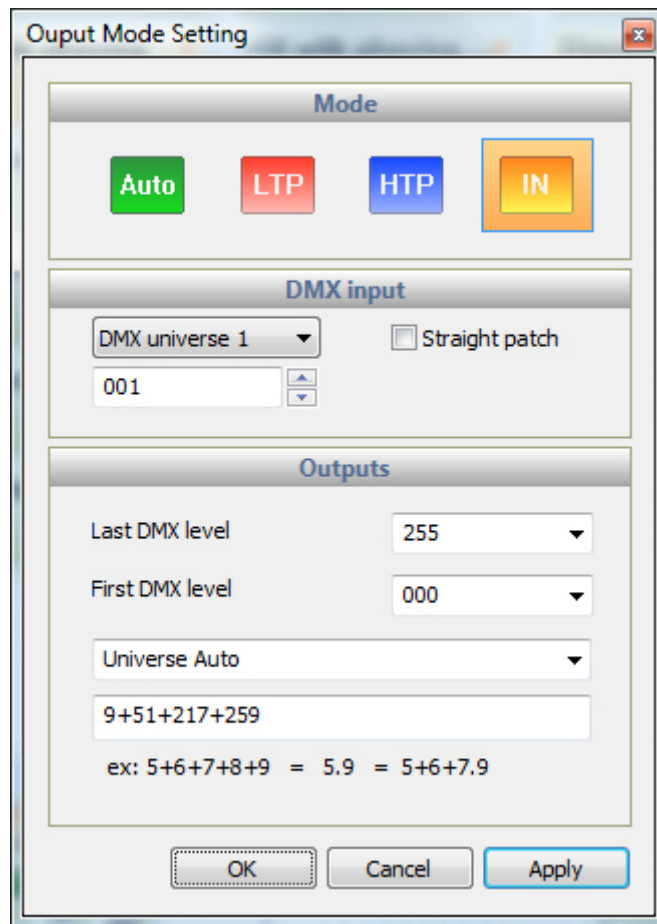 Ouput Mode Setting
Mode
Auto LTP HTP IN
DMX input
DMX universe 1 Straight patch
001
Outputs
Last DMX level 255
First DMX level 000
Universe Auto
9+51+217+259
ex: 5+6+7+8+9 = 5.9 = 5+6+7.9
OK Cancel Apply